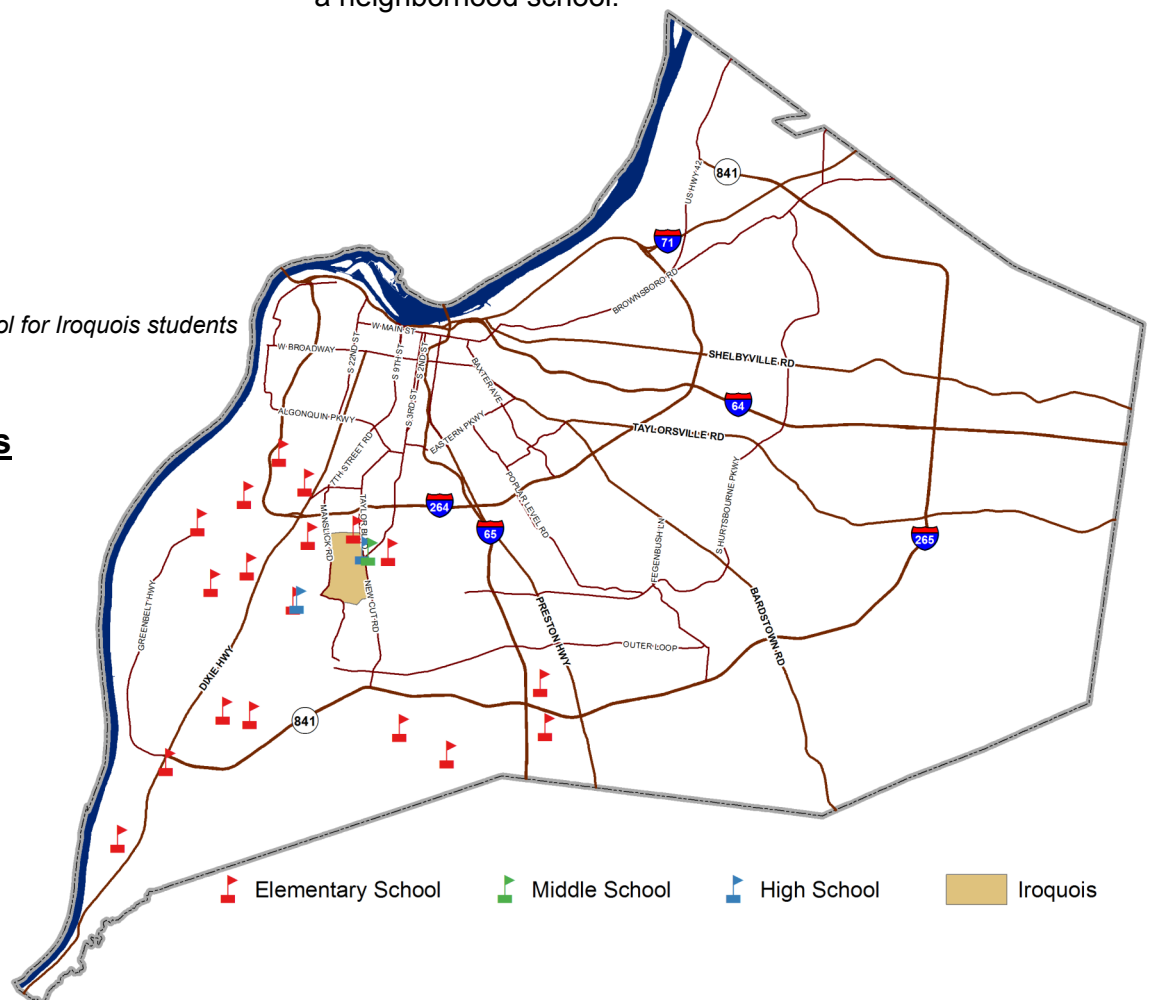 a neighborhood school.
841
US HWY 42
71
BROWNSBORO RD
ol for Iroquois students
W MAIN ST
W BROADWAY
S 22ND ST
S 9TH ST
S 2ND ST
S 3RD ST
BAXTER AVE
SHELBYVILLE RD
64
ALGONQUIN PKWY
EASTERN PKWY
TAYLORSVILLE RD
s
7TH STREET RD
POPLAR LEVEL RD
S HURTSBOURNE PKWY
264
65
265
MANSLICK RD
TAYLOR BLVD
FEGENBUSH LN
GREENBELT HWY
NEW CUT RD
PRESTON HWY
BARDSTOWN RD
OUTER LOOP
DIXIE HWY
841
Elementary School
Middle School
High School
Iroquois